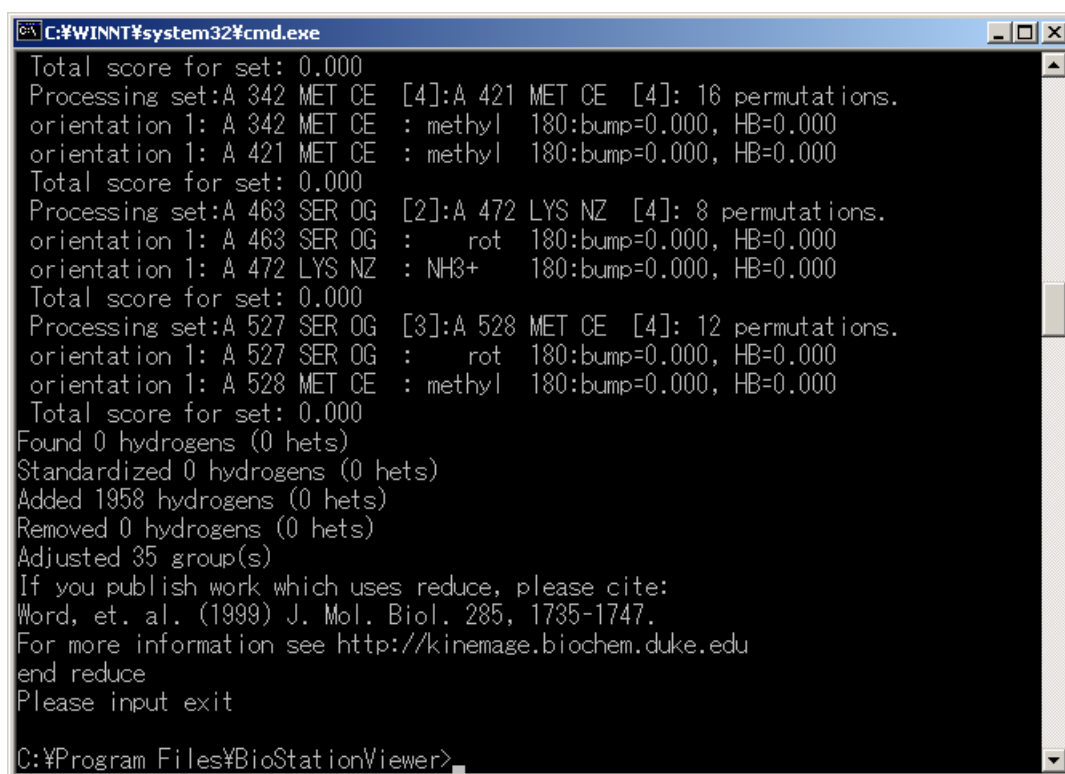 C:¥WINNT¥system32¥cmd.exe
Total score for set: 0.000
Processing set:A 342 MET CE  [4]:A 421 MET CE  [4]: 16 permutations.
orientation 1: A 342 MET CE  : methyl  180:bump=0.000, HB=0.000
orientation 1: A 421 MET CE  : methyl  180:bump=0.000, HB=0.000
Total score for set: 0.000
Processing set:A 463 SER OG  [2]:A 472 LYS NZ  [4]: 8 permutations.
orientation 1: A 463 SER OG  :    rot  180:bump=0.000, HB=0.000
orientation 1: A 472 LYS NZ  : NH3+    180:bump=0.000, HB=0.000
Total score for set: 0.000
Processing set:A 527 SER OG  [3]:A 528 MET CE  [4]: 12 permutations.
orientation 1: A 527 SER OG  :    rot  180:bump=0.000, HB=0.000
orientation 1: A 528 MET CE  : methyl  180:bump=0.000, HB=0.000
Total score for set: 0.000
Found 0 hydrogens (0 hets)
Standardized 0 hydrogens (0 hets)
Added 1958 hydrogens (0 hets)
Removed 0 hydrogens (0 hets)
Adjusted 35 group(s)
If you publish work which uses reduce, please cite:
Word, et. al. (1999) J. Mol. Biol. 285, 1735-1747.
For more information see http://kinemage.biochem.duke.edu
end reduce
Please input exit
C:¥Program Files¥BioStationViewer>